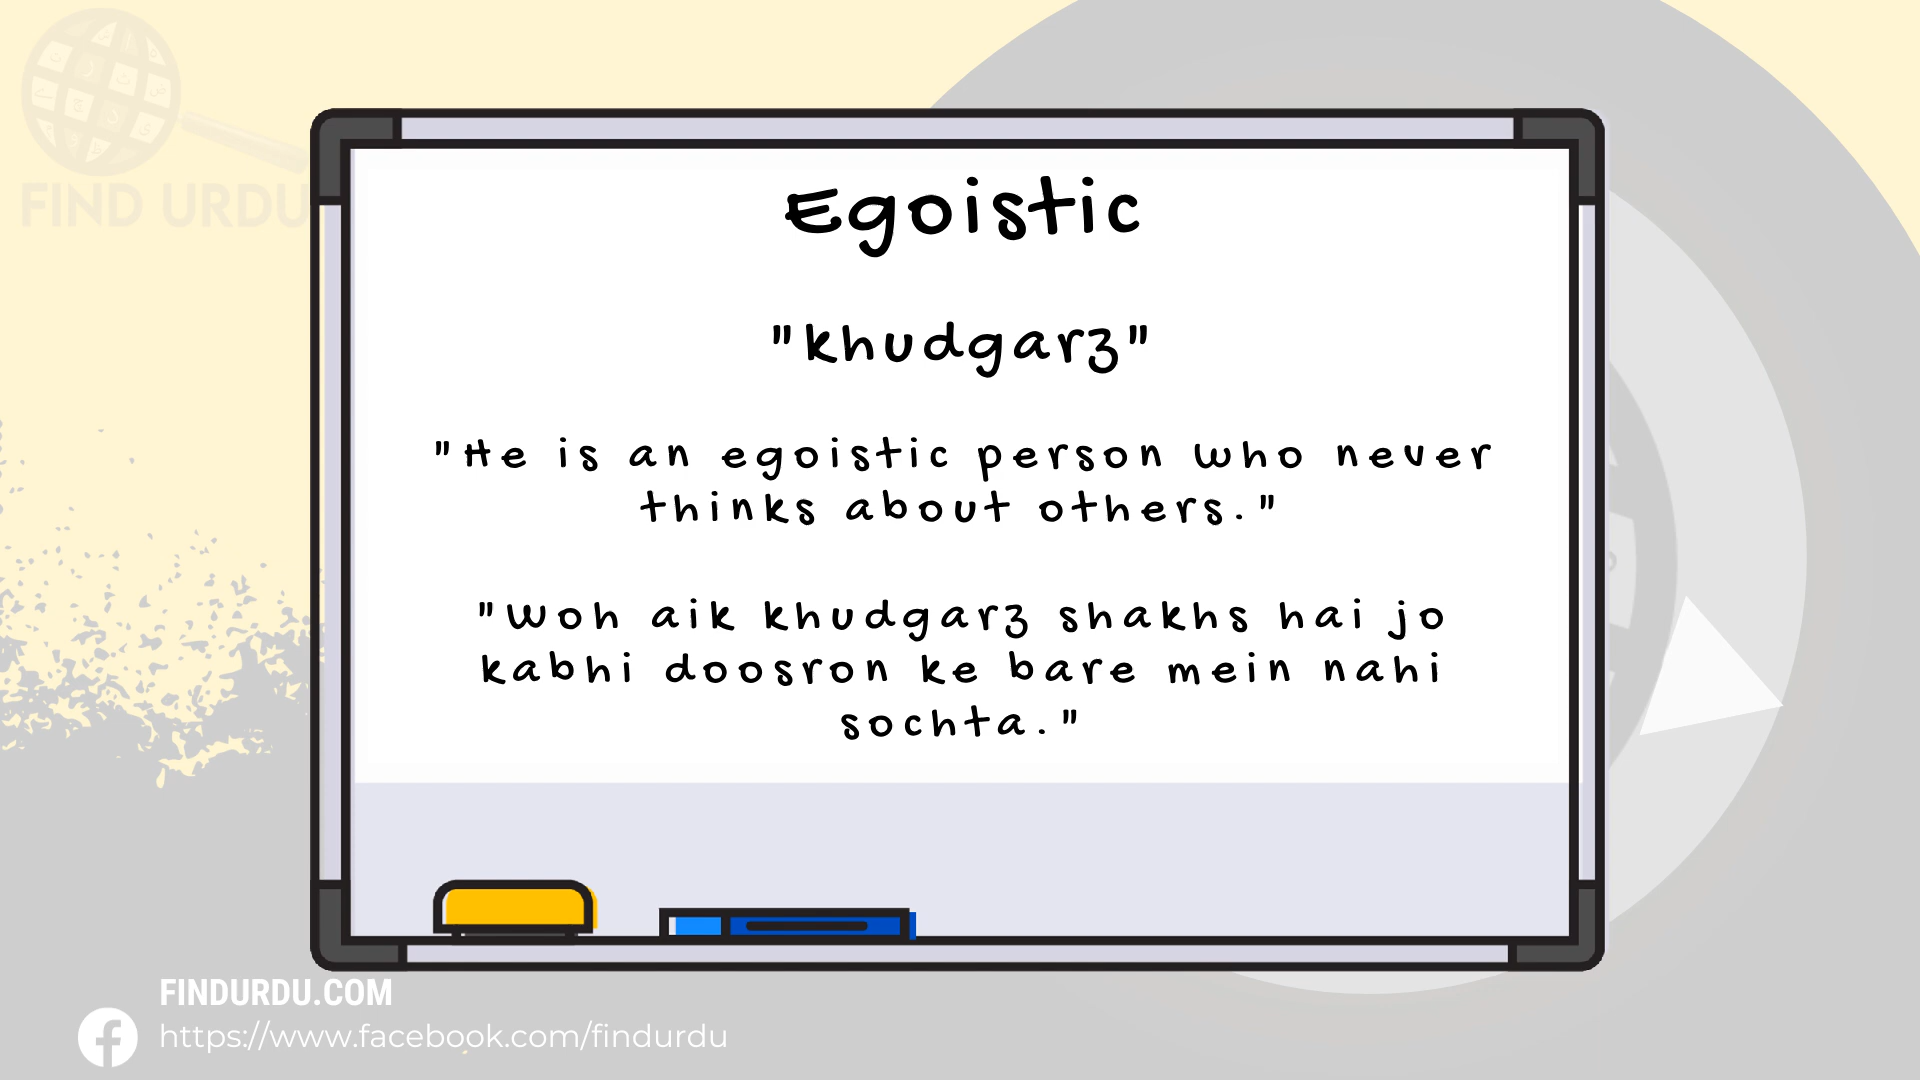 FIND URDU
Egoistic
"khudgarz"
"He is an egoistic person who never
thinks about others."
"Woh aik khudgarz shakhs hai jo
kabhi doosron ke bare mein nahi
sochta."
FINDURDU.COM
https://www.facebook.com/findurdu